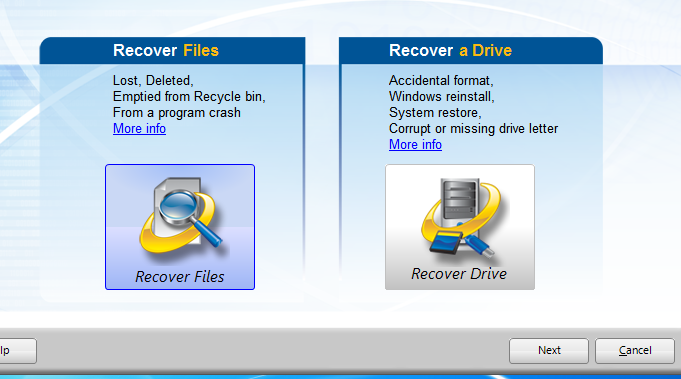 Recover Files
Lost, Deleted,
Emptied from Recycle bin,
From a program crash
More info
Recover Files
Recover a Drive
Accidental format,
Windows reinstall,
System restore,
Corrupt or missing drive letter
More info
Recover Drive
lp
Next
Cancel